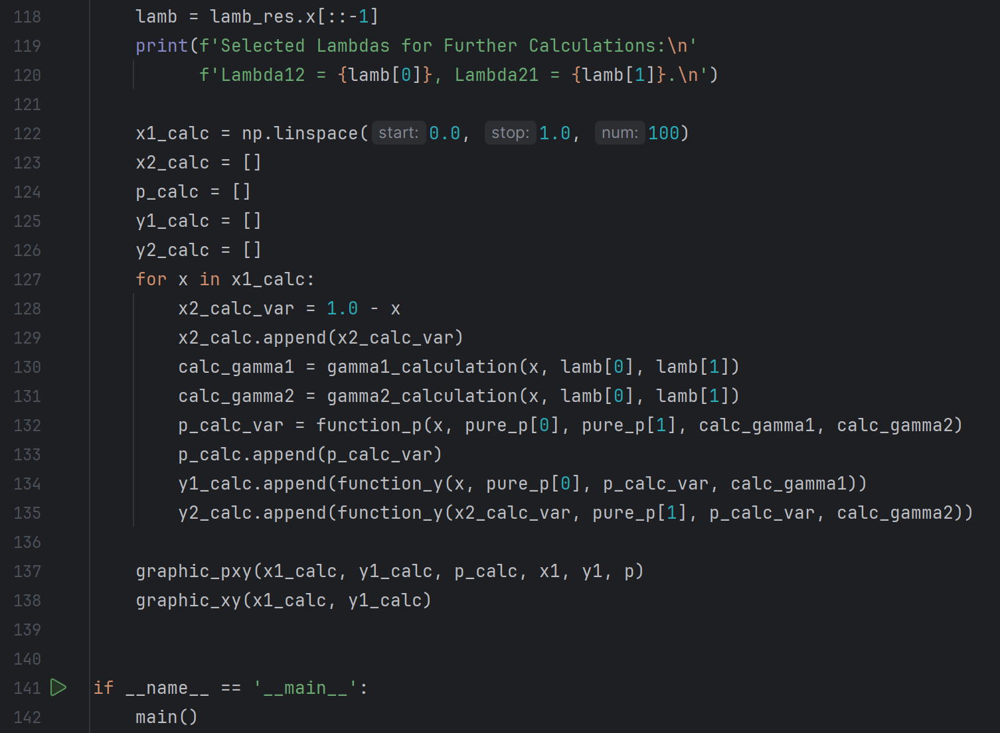 118 lamb = lamb_res.x[::-1]
119 print(f'Selected Lambdas for Further Calculations:\n'
120 f'Lambda12 = {lamb[0]}, Lambda21 = {lamb[1]}.\n')
121
122 x1_calc = np.linspace( start: 0.0, stop: 1.0, num: 100)
123 x2_calc = []
124 p_calc = []
125 y1_calc = []
126 y2_calc = []
127 for x in x1_calc:
128 x2_calc_var = 1.0 - x
129 x2_calc.append(x2_calc_var)
130 calc_gamma1 = gamma1_calculation(x, lamb[0], lamb[1])
131 calc_gamma2 = gamma2_calculation(x, lamb[0], lamb[1])
132 p_calc_var = function_p(x, pure_p[0], pure_p[1], calc_gamma1, calc_gamma2)
133 p_calc.append(p_calc_var)
134 y1_calc.append(function_y(x, pure_p[0], p_calc_var, calc_gamma1))
135 y2_calc.append(function_y(x2_calc_var, pure_p[1], p_calc_var, calc_gamma2))
136
137 graphic_pxy(x1_calc, y1_calc, p_calc, x1, y1, p)
138 graphic_xy(x1_calc, y1_calc)
139
140
141 if __name__ == '__main__':
142 main()